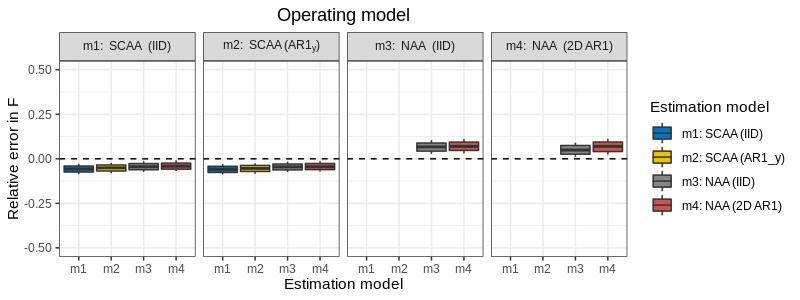 Operating model
m1: SCAA (IID)
m2: SCAA (AR1y)
m3: NAA (IID)
m4: NAA (2D AR1)
Relative error in F
0.50
0.25
0.00
-0.25
-0.50
m1 m2 m3 m4
m1 m2 m3 m4
m1 m2 m3 m4
m1 m2 m3 m4
Estimation model
Estimation model
m1: SCAA (IID)
m2: SCAA (AR1_y)
m3: NAA (IID)
m4: NAA (2D AR1)